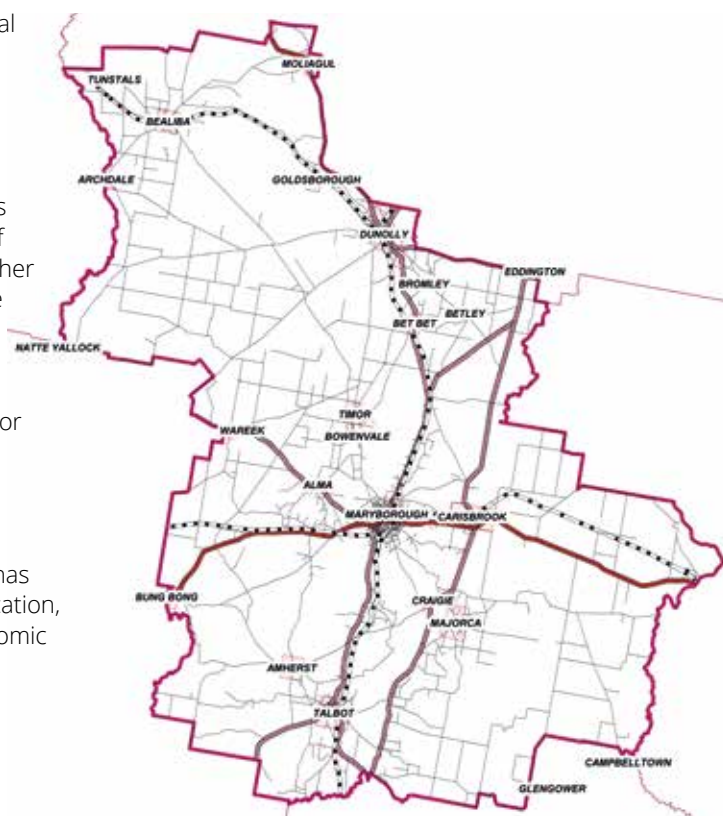 al
s
f
her
e
or
has
ation,
omic
MOLIAGUL
TUNSTALS
BEALIBA
ARCHDALE
GOLDSBOROUGH
DUNOLLY
EDDINGTON
BROMLEY
BETLEY
BET BET
NATTE YALLOCK
TIMOR
WAREEK
BOWENVALE
ALMA
MARYBOROUGH
CARISBROOK
BUNG BONG
CRAIGIE
MAJORCA
AMHERST
TALBOT
CAMPBELLTOWN
GLENGOWER